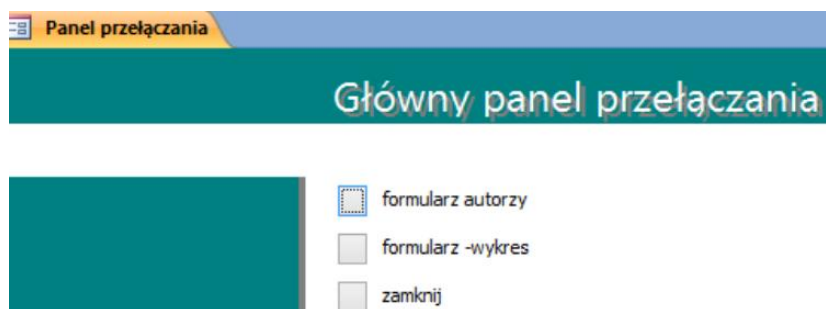 Panel przełączania
Główny panel przełączania
formularz autorzy
formularz -wykres
zamknij